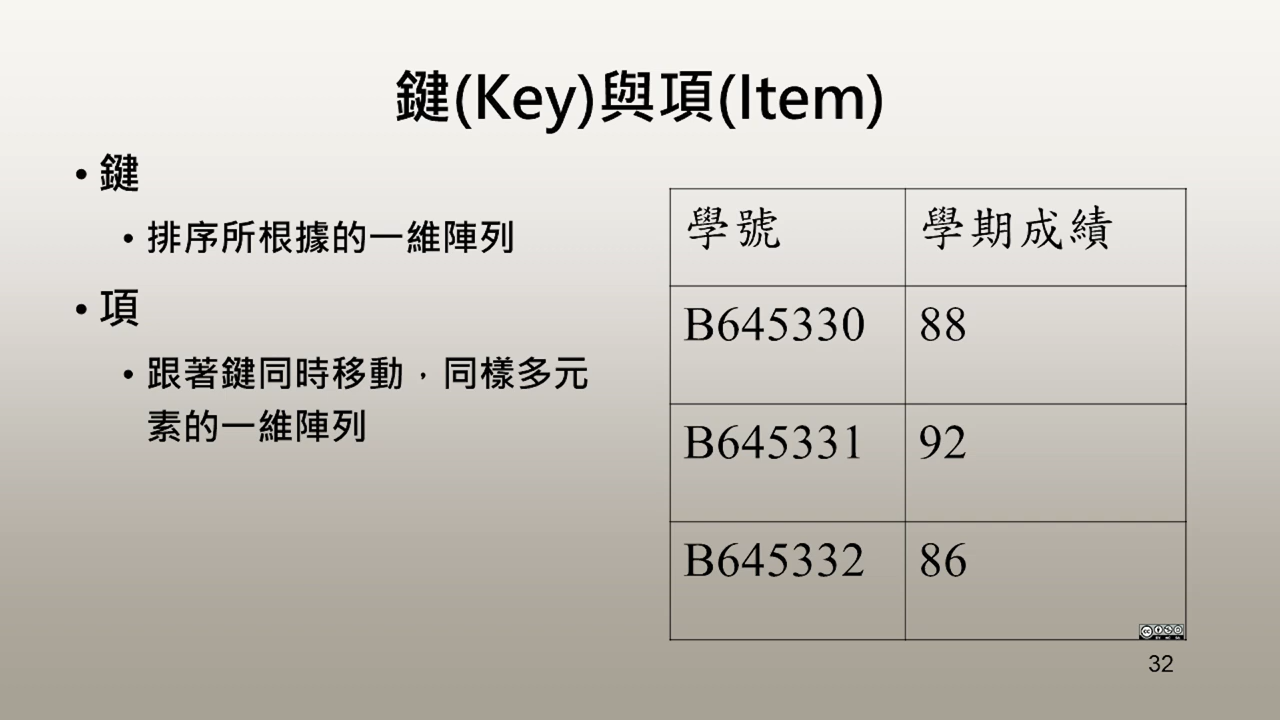 鍵(Key)與項(Item)
• 鍵
• 排序所根據的一維陣列
• 項
• 跟著鍵同時移動，同樣多元
素的一維陣列
學號 學期成績
B645330 88
B645331 92
B645332 86
32